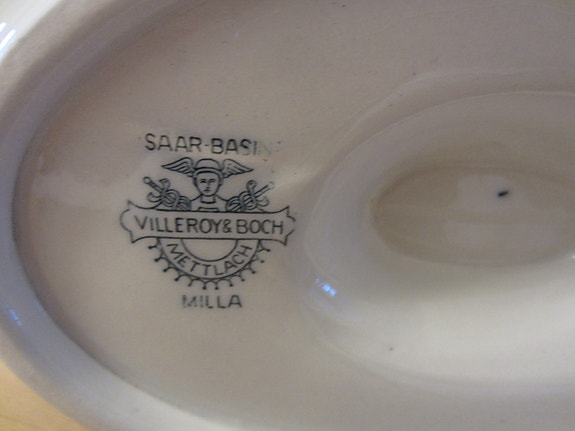 SAAR-BASIN
VILLEROY & BOCH
METTLACH
MILLA